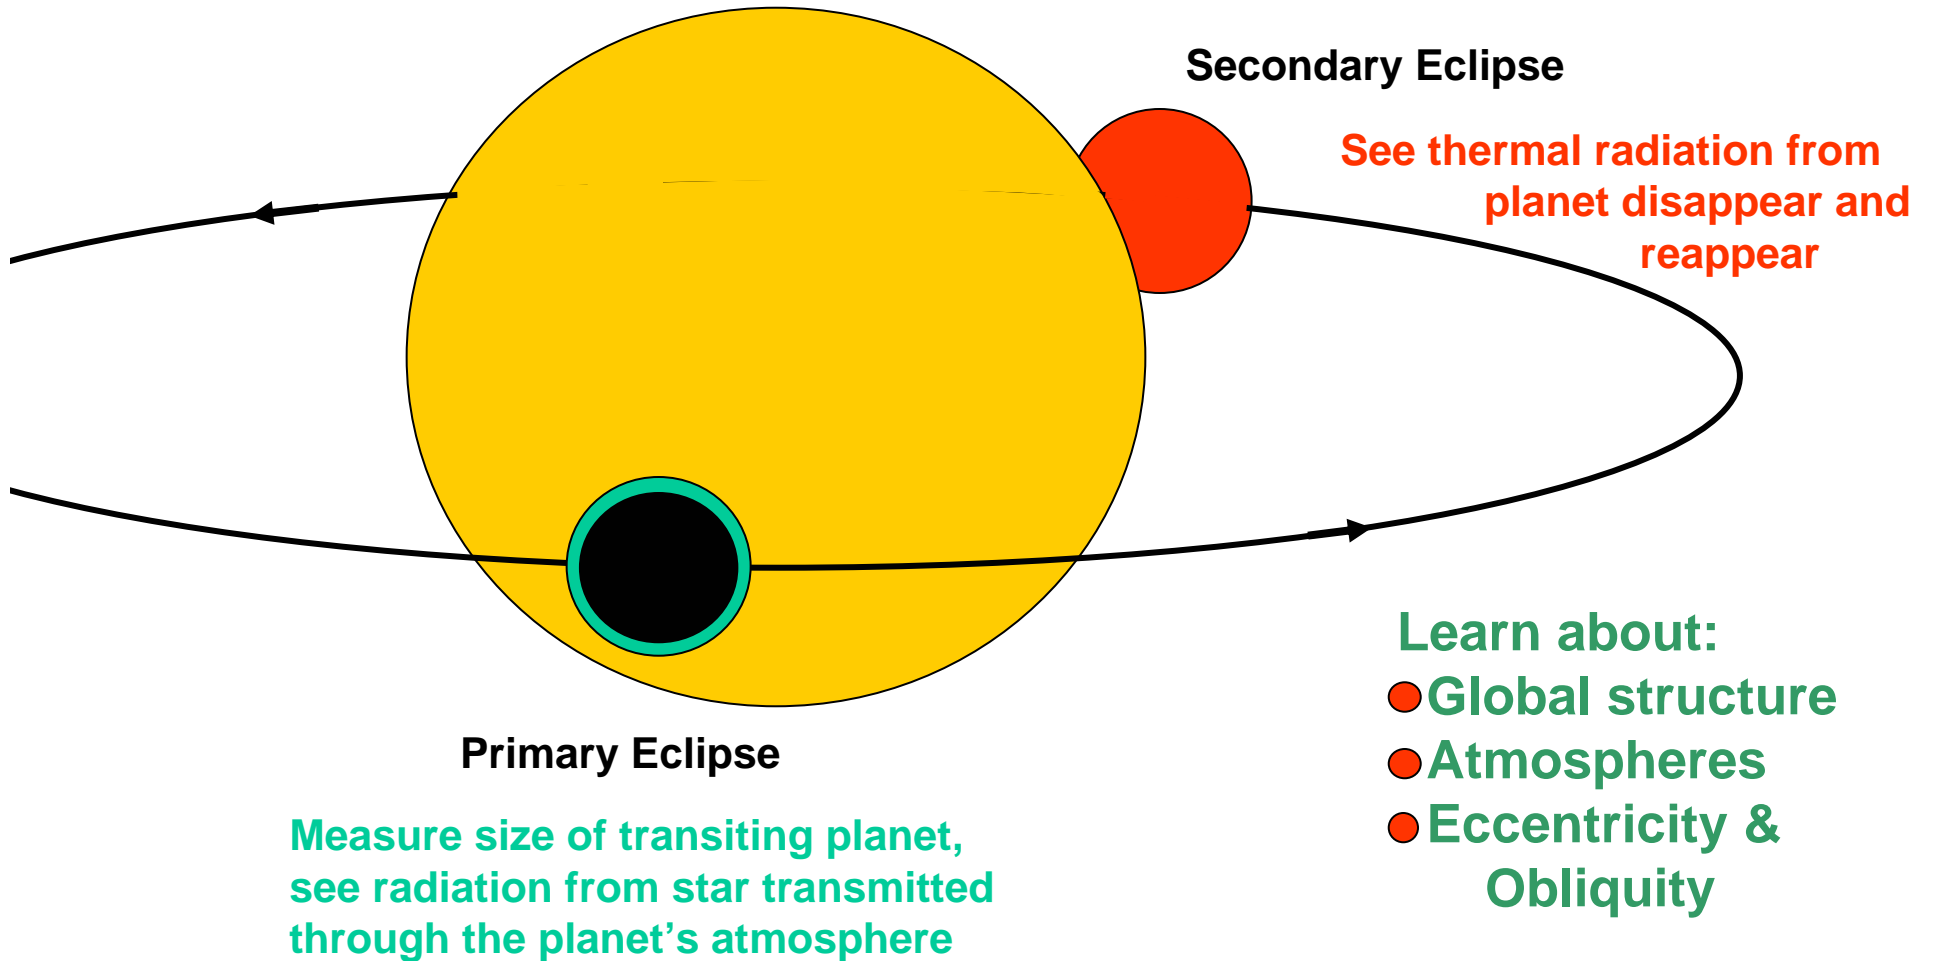 Secondary Eclipse
See thermal radiation from
planet disappear and
reappear
Primary Eclipse
Measure size of transiting planet,
see radiation from star transmitted
through the planet’s atmosphere
Learn about:
Global structure
Atmospheres
Eccentricity &
Obliquity